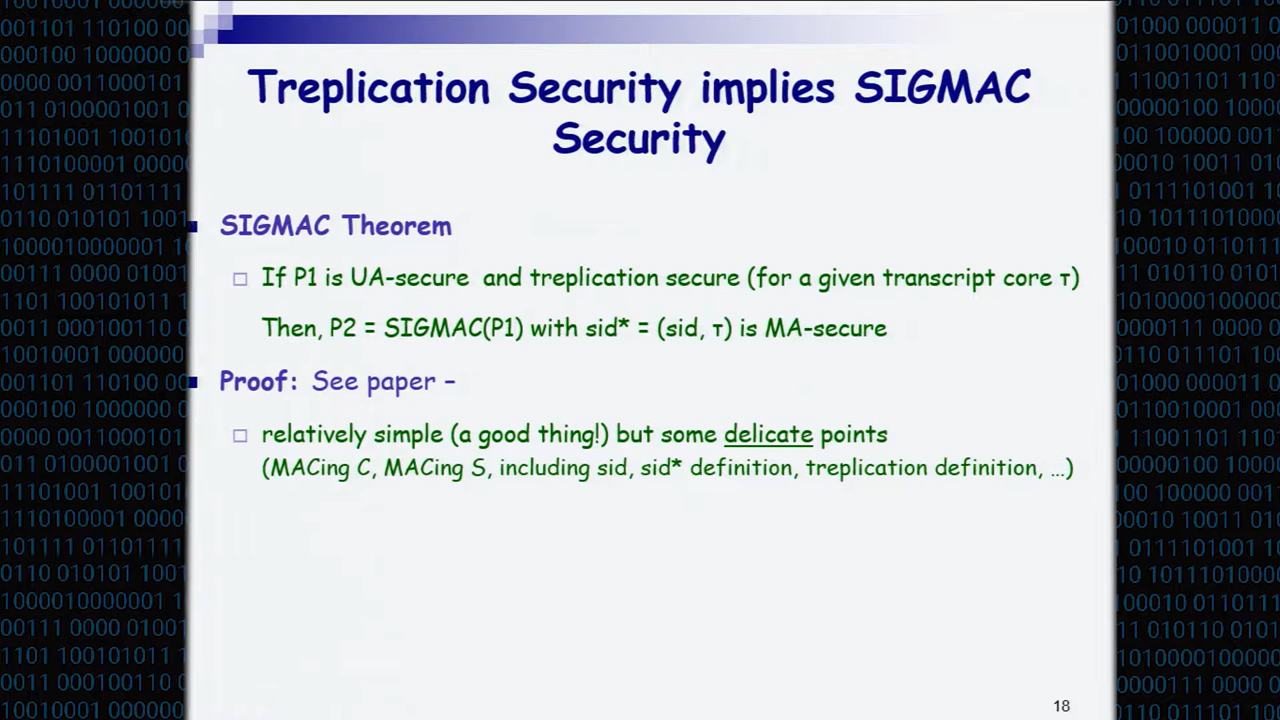 Treplication Security implies SIGMAC
Security
SIGMAC Theorem
If P1 is UA-secure and treplication secure (for a given transcript core τ)
Then, P2 = SIGMAC(P1) with sid* = (sid, τ) is MA-secure
Proof: See paper –
relatively simple (a good thing!) but some delicate points
(MACing C, MACing S, including sid, sid* definition, treplication definition, …)
18